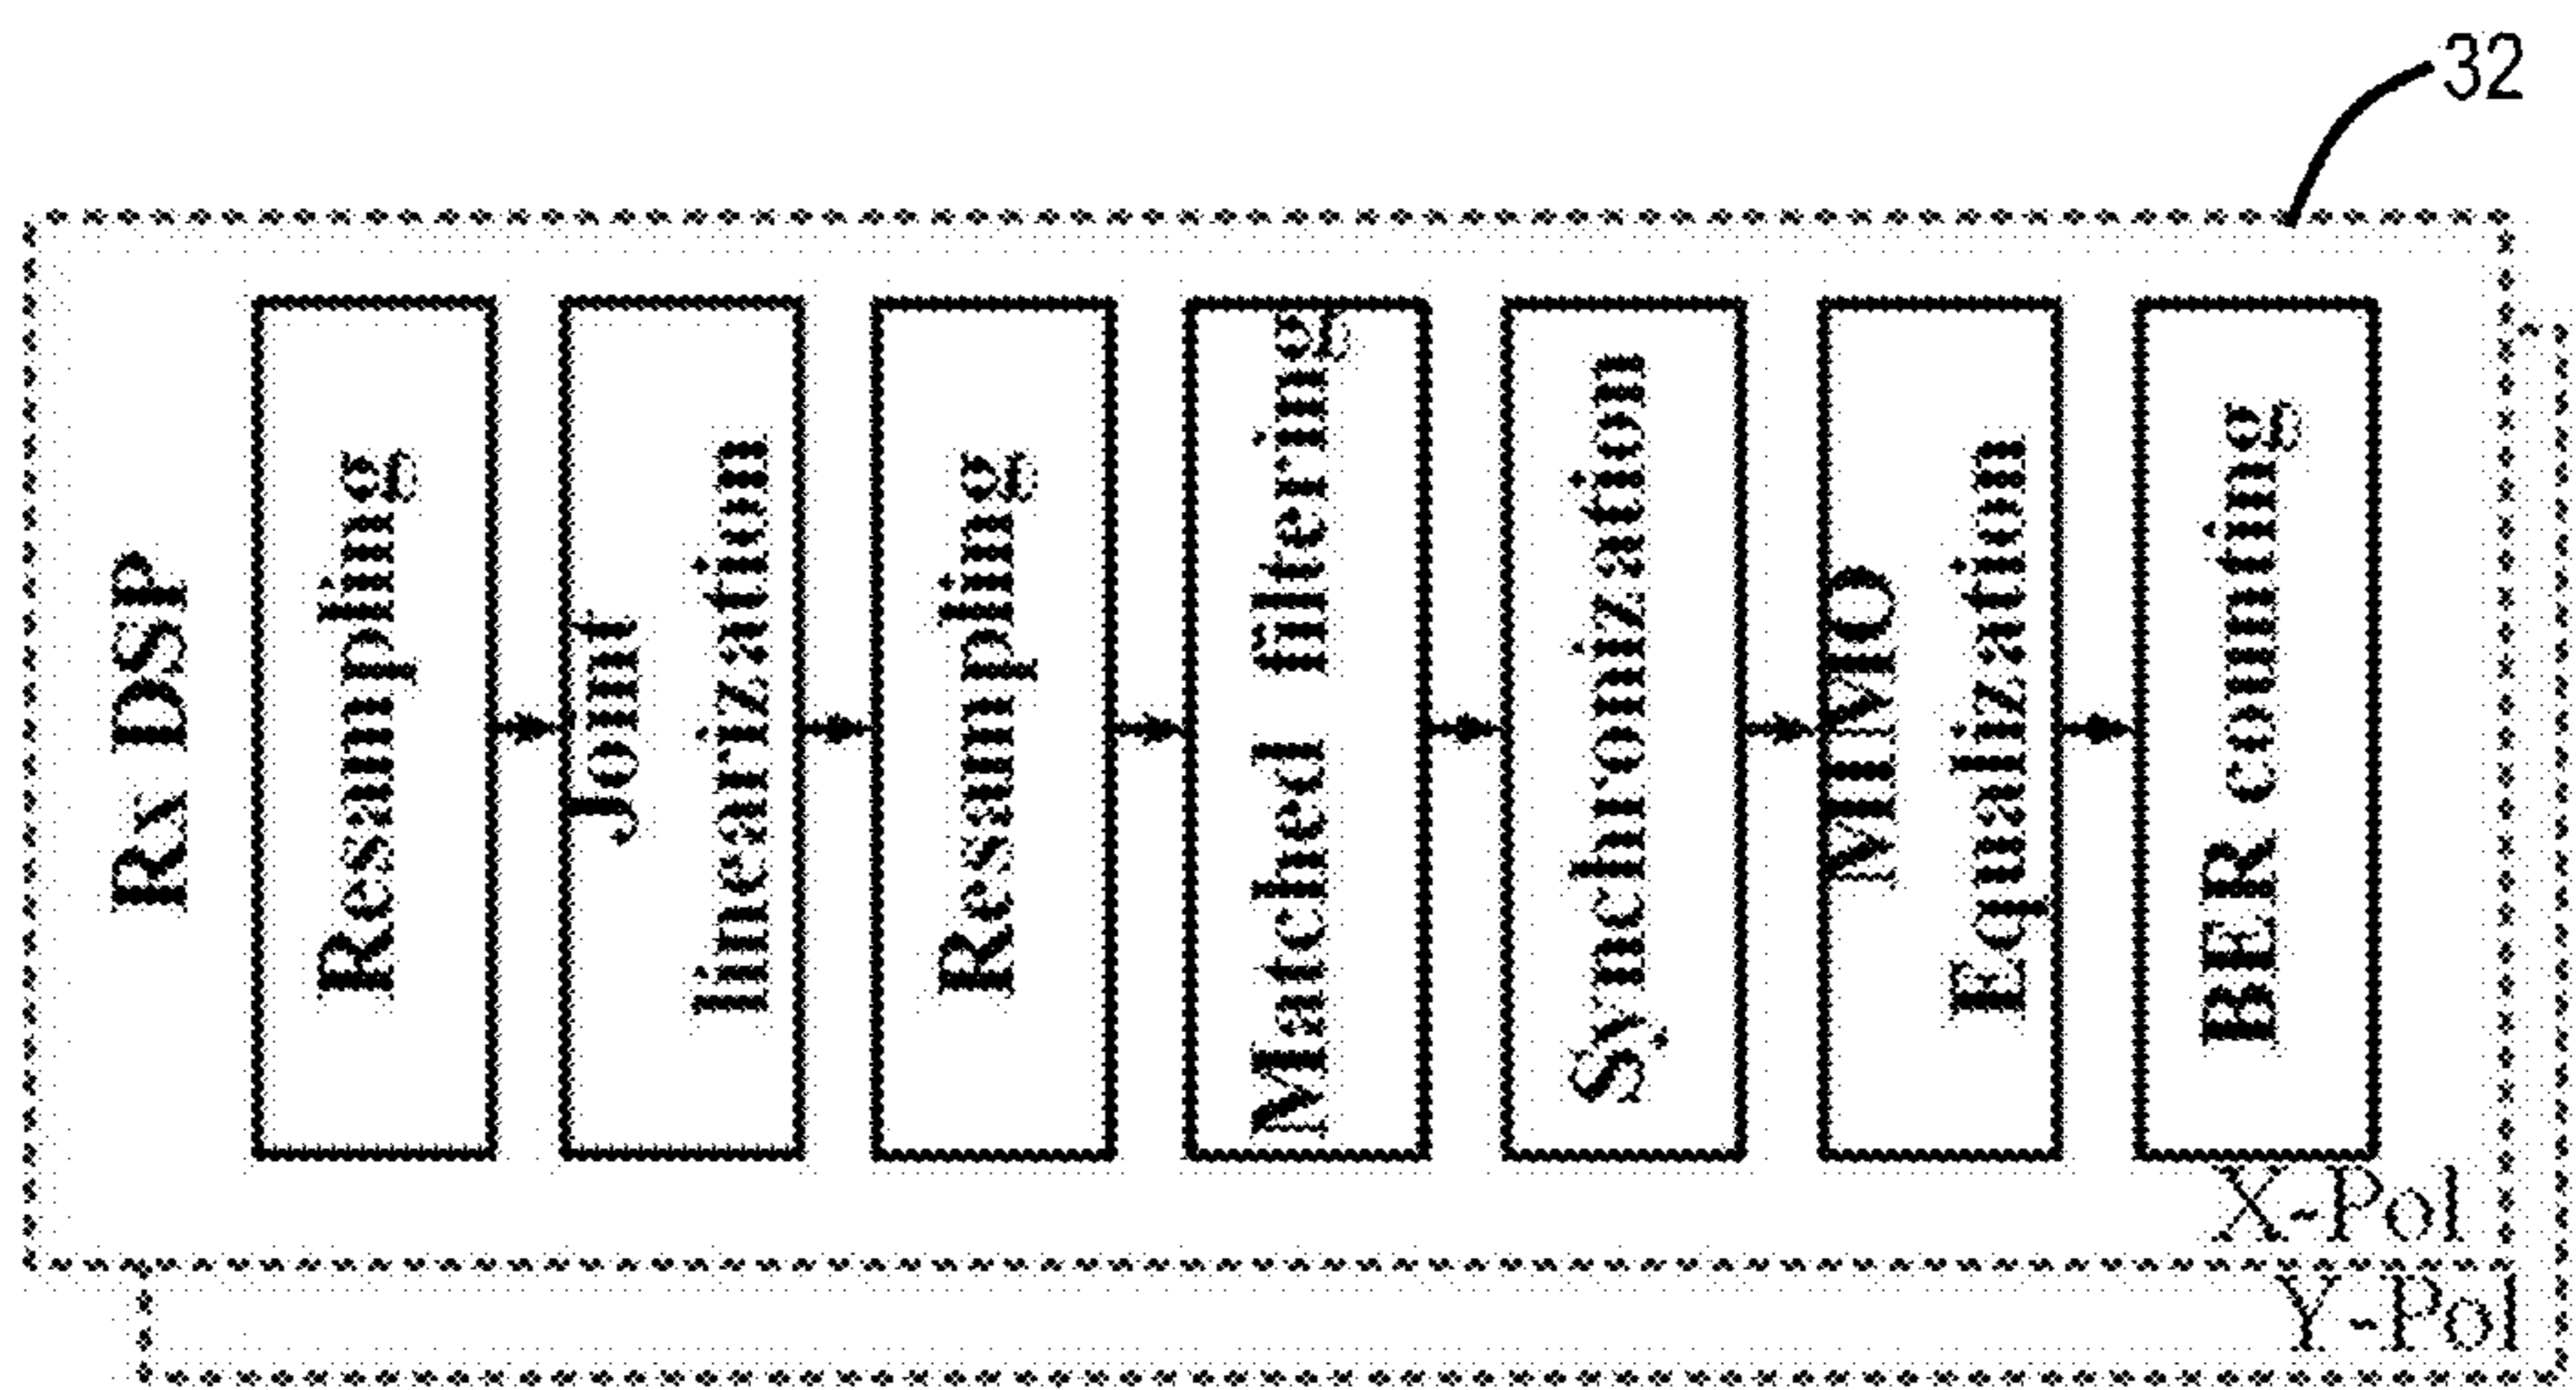 32
Rx DSP
Resampling
Joint
linearization
Resampling
Matched filtering
Synchronization
MIMO
Equalization
BER counting
X-Pol
Y-Pol